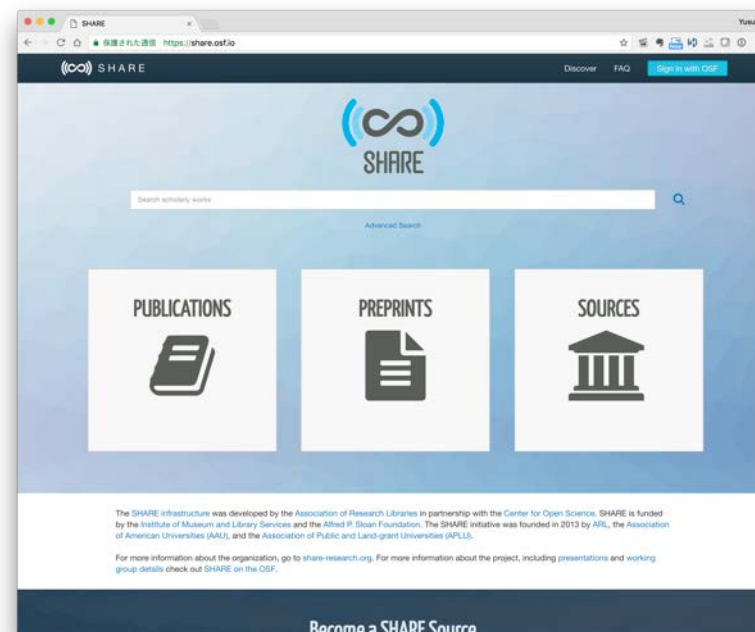 SHARE
Yusu
保護された通信 https://share.osf.io
SHARE
Discover FAQ Sign in with OSF
SHARE
Search scholarly works
Advanced Search
PUBLICATIONS
PREPRINTS
SOURCES
The SHARE infrastructure was developed by the Association of Research Libraries in partnership with the Center for Open Science. SHARE is funded
by the Institute of Museum and Library Services and the Alfred P. Sloan Foundation. The SHARE initiative was founded in 2013 by ARL, the Association
of American Universities (AAU), and the Association of Public and Land-grant Universities (APLU).
For more information about the organization, go to share-research.org. For more information about the project, including presentations and working
group details check out SHARE on the OSF.
Become a SHARE Source